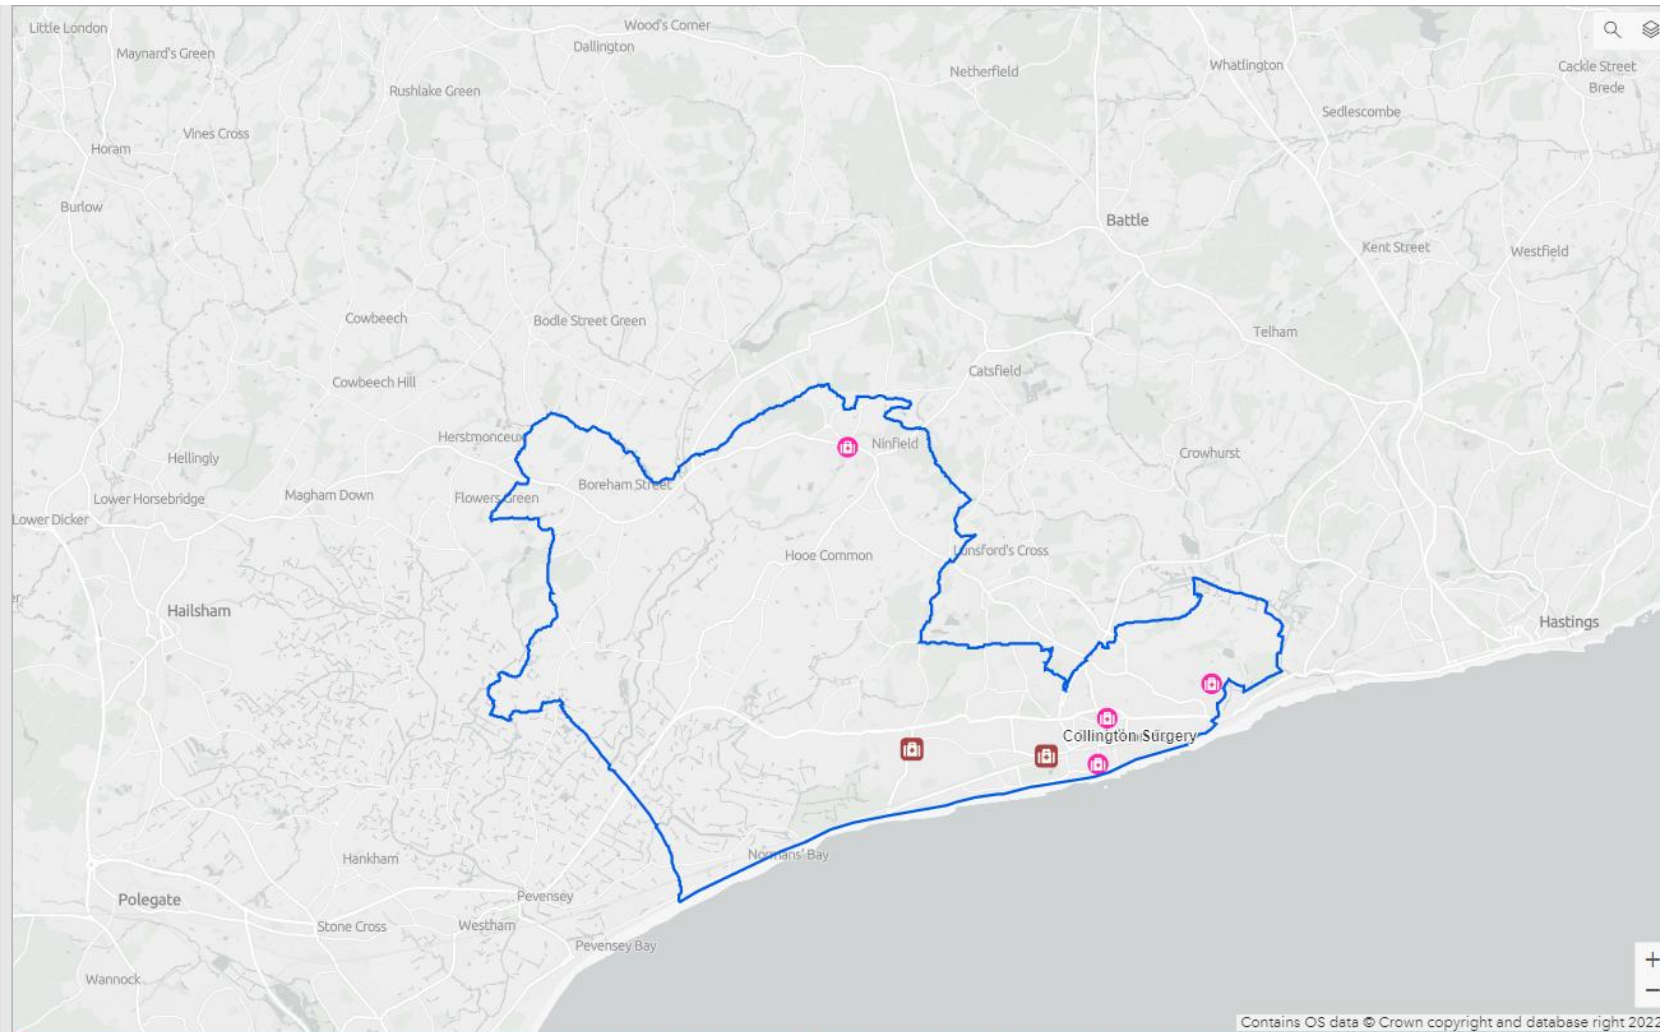 Little London
Wood's Corner
Maynard's Green
Dallington
Netherfield
Whatlington
Cackle Street
Brede
Rushlake Green
Sedlescombe
Vines Cross
Horam
Burlow
Battle
Kent Street
Westfield
Cowbeech
Bodle Street Green
Telham
Cowbeech Hill
Catsfield
Herstmonceux
Ninfield
Hellingly
Crowhurst
Boreham Street
Lower Horsebridge
Magham Down
Flowers Green
Lower Dicker
Hooe Common
Lunsford's Cross
Hailsham
Hastings
Collington Surgery
Normans' Bay
Hankham
Polegate
Pevensey
Stone Cross
Westham
Pevensey Bay
Wannock
Contains OS data © Crown copyright and database right 2022